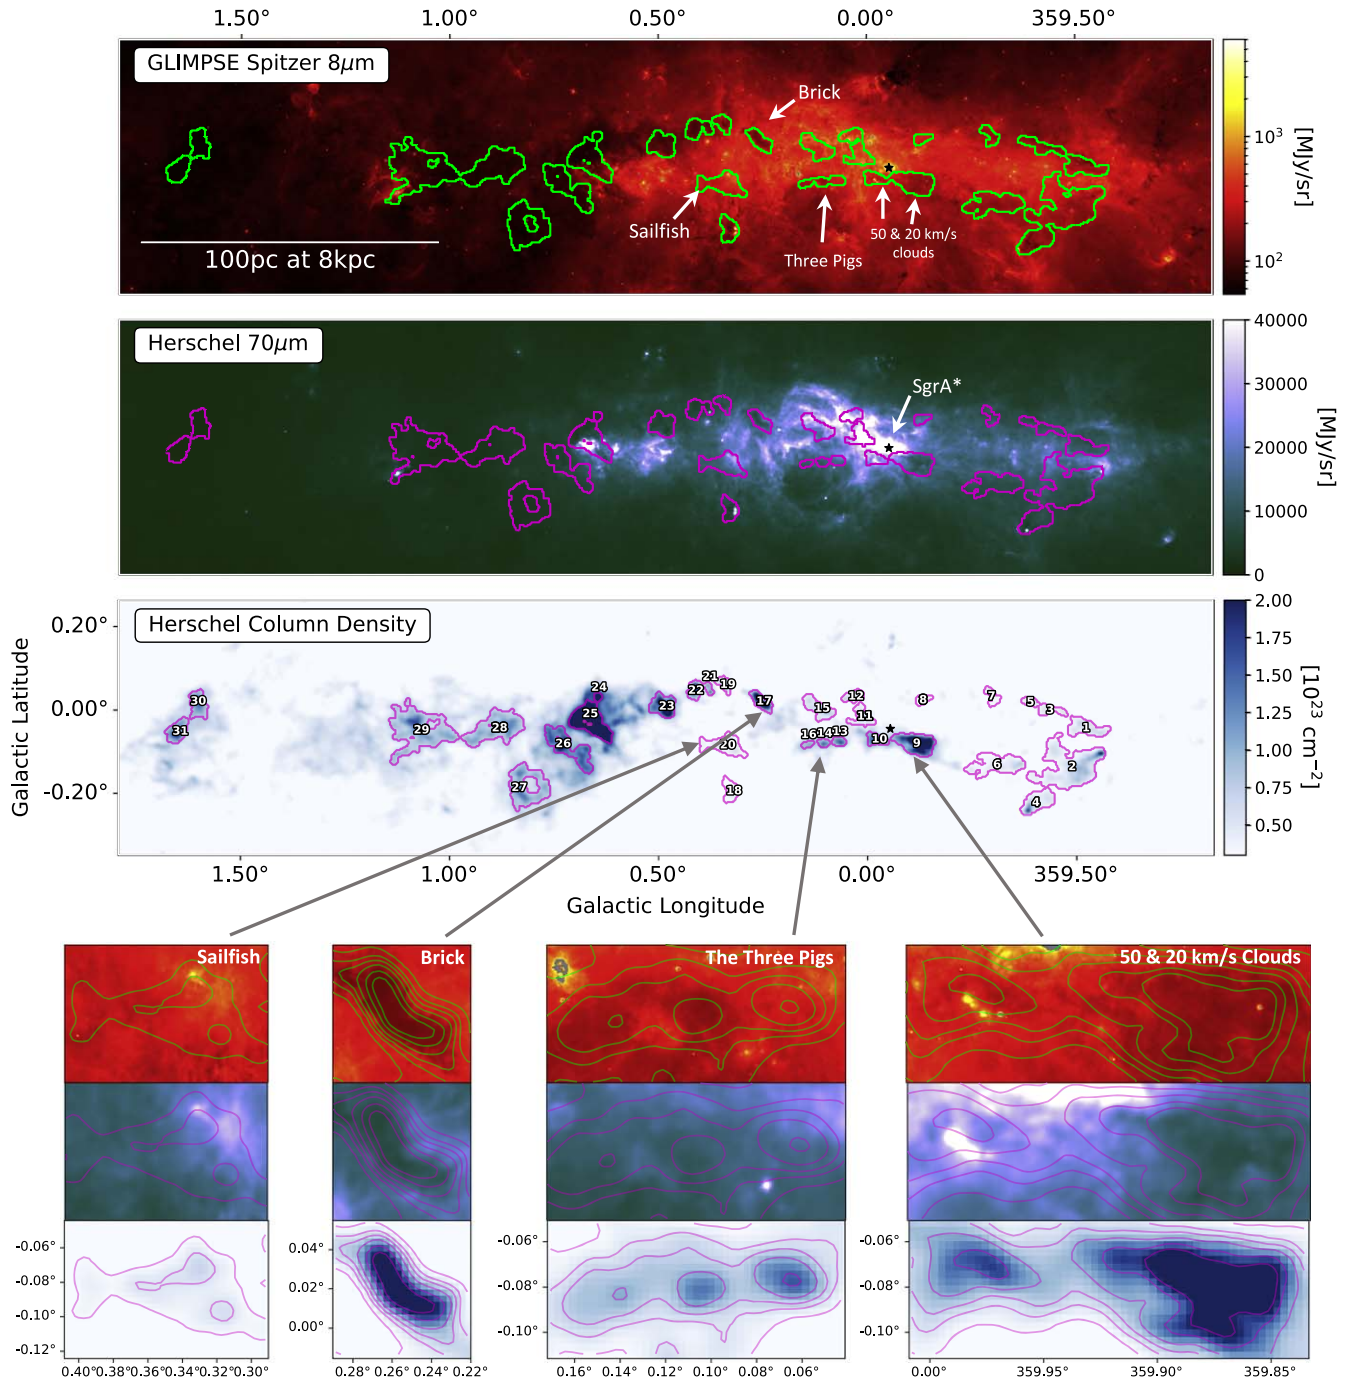 1.50° 1.00° 0.50° 0.00° 359.50°
GLIMPSE Spitzer 8μm
Brick
Sailfish
50 & 20 km/s
clouds
Three Pigs
100pc at 8kpc
10³
10²
[MJy/sr]
Herschel 70μm
SgrA*
40000
30000
20000
10000
0
[MJy/sr]
Herschel Column Density
0.20°
0.00°
-0.20°
Galactic Latitude
24
30
31
29
28
25
26
27
23
22
21
19
17
20
18
15
16
14
13
12
11
10
9
8
7
6
5
3
1
2
4
2.00
1.75
1.50
1.25
1.00
0.75
0.50
[10²³ cm⁻²]
1.50° 1.00° 0.50° 0.00° 359.50°
Galactic Longitude
Sailfish
Brick
The Three Pigs
50 & 20 km/s Clouds
-0.06°
-0.08°
-0.10°
-0.12°
0.40° 0.38° 0.36° 0.34° 0.32° 0.30°
0.04°
0.02°
0.00°
0.28° 0.26° 0.24° 0.22°
-0.06°
-0.08°
-0.10°
0.16° 0.14° 0.12° 0.10° 0.08° 0.06°
-0.06°
-0.08°
-0.10°
0.00° 359.95° 359.90° 359.85°